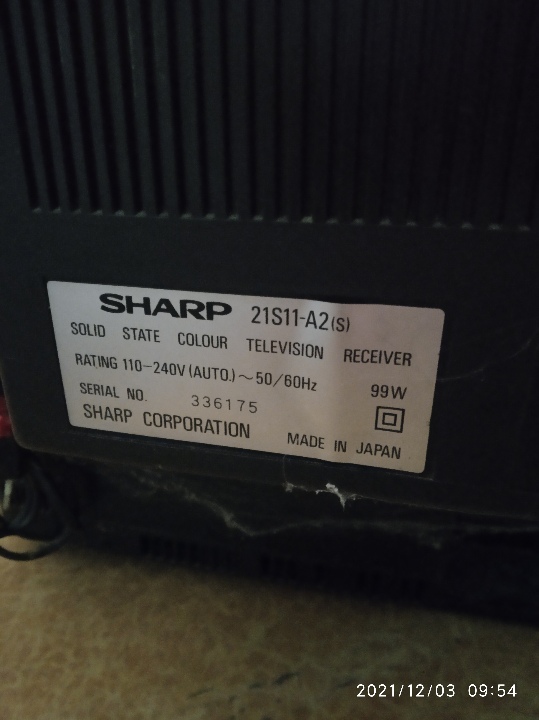 SHARP 21S11-A2(S)
SOLID STATE COLOUR TELEVISION RECEIVER
RATING 110-240V (AUTO.)~50/60Hz 99W
SERIAL NO. 336175
SHARP CORPORATION MADE IN JAPAN
2021/12/03 09:54